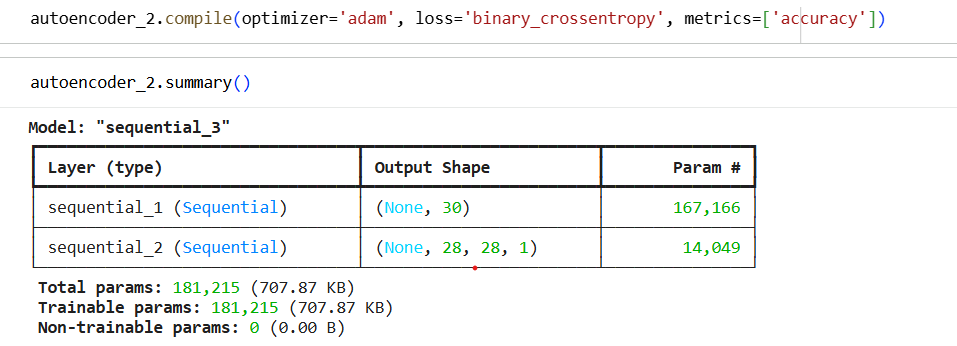 autoencoder_2.compile(optimizer='adam', loss='binary_crossentropy', metrics=['accuracy'])
autoencoder_2.summary()
Model: "sequential_3"
Layer (type) Output Shape Param #
sequential_1 (Sequential) (None, 30) 167,166
sequential_2 (Sequential) (None, 28, 28, 1) 14,049
Total params: 181,215 (707.87 KB)
Trainable params: 181,215 (707.87 KB)
Non-trainable params: 0 (0.00 B)